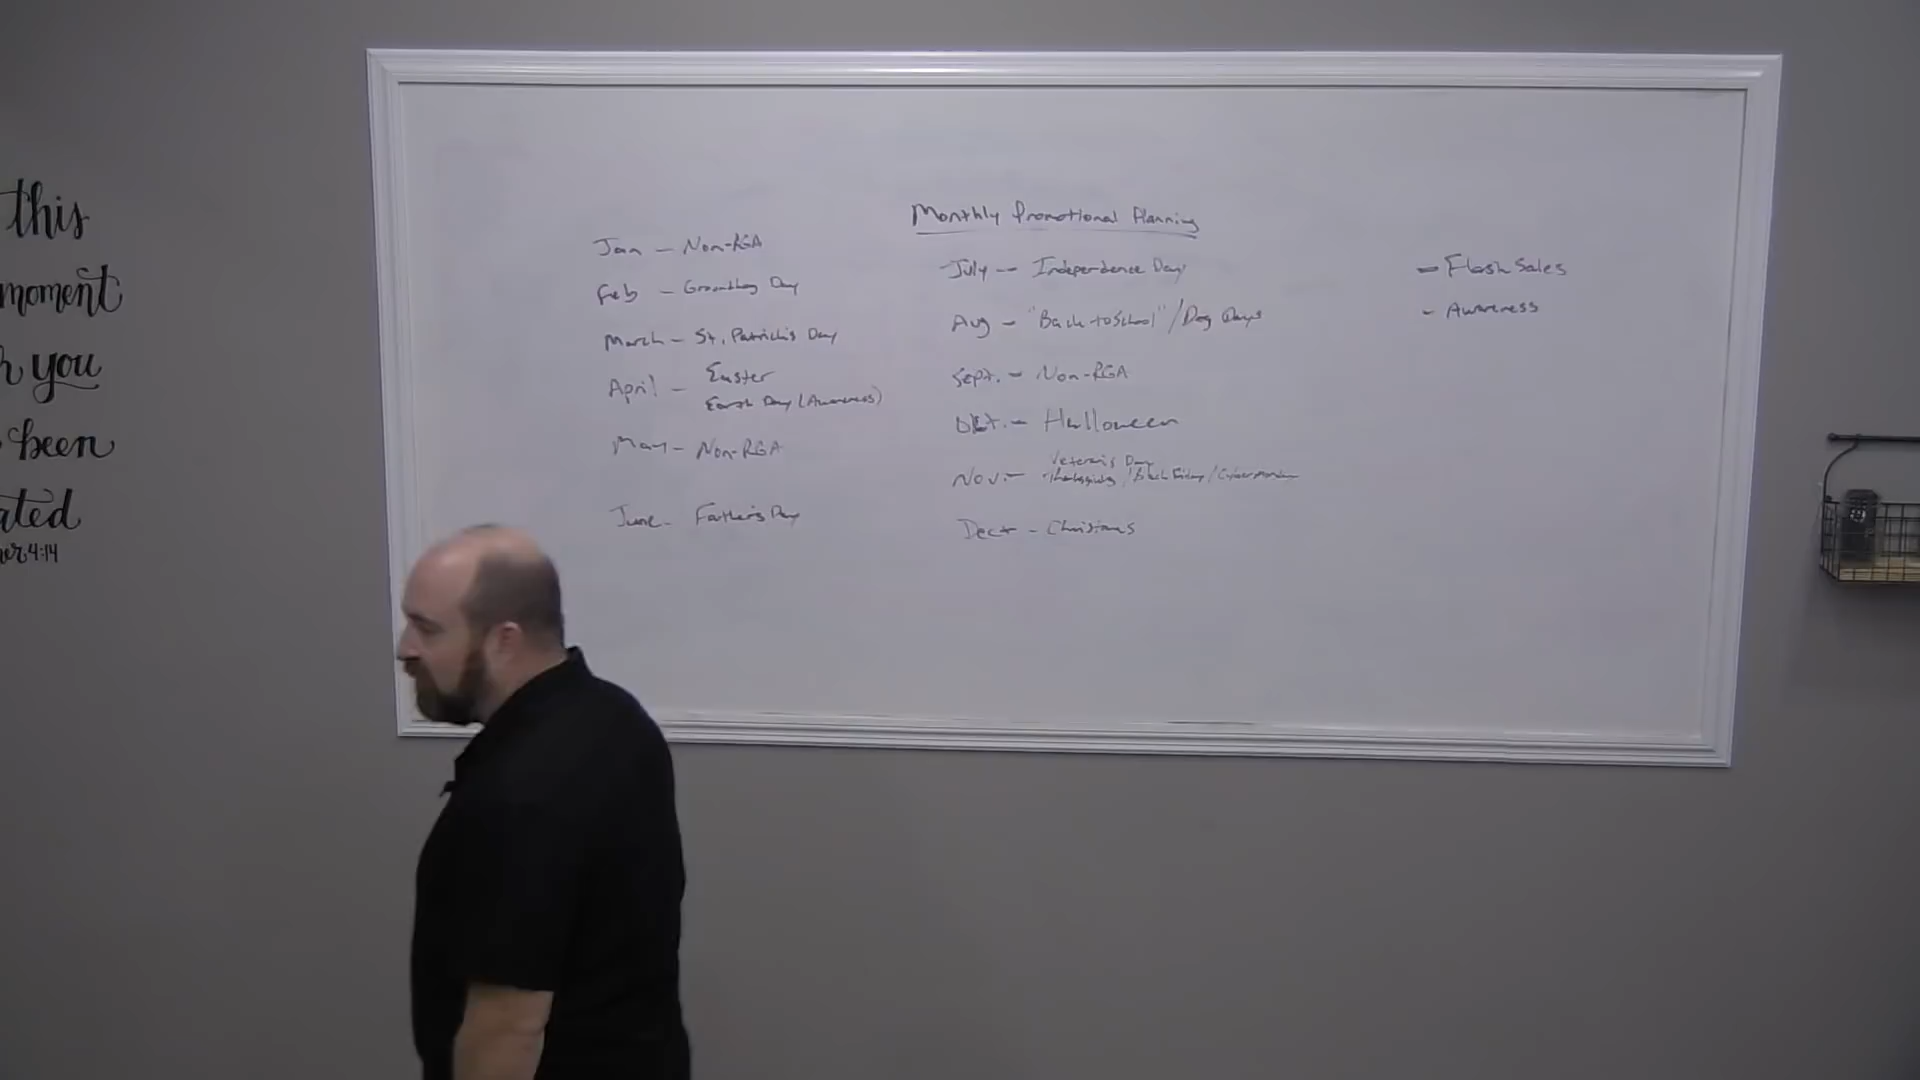 this
moment
h you
been
ated
er 4:14
Monthly Promotional Planning
Jan - Non-RGA
Feb - Groundhog Day
March - St. Patrick's Day
April - Easter
Earth Day (Awareness)
May - Non-RGA
June - Father's Day
July - Independence Day
Aug - "Back-to-School" / Dog Days
Sept. - Non-RGA
Oct. - Halloween
Nov. - Veteran's Day
Thanksgiving / Black Friday / Cyber Monday
Dec - Christmas
- Flash Sales
- Awareness